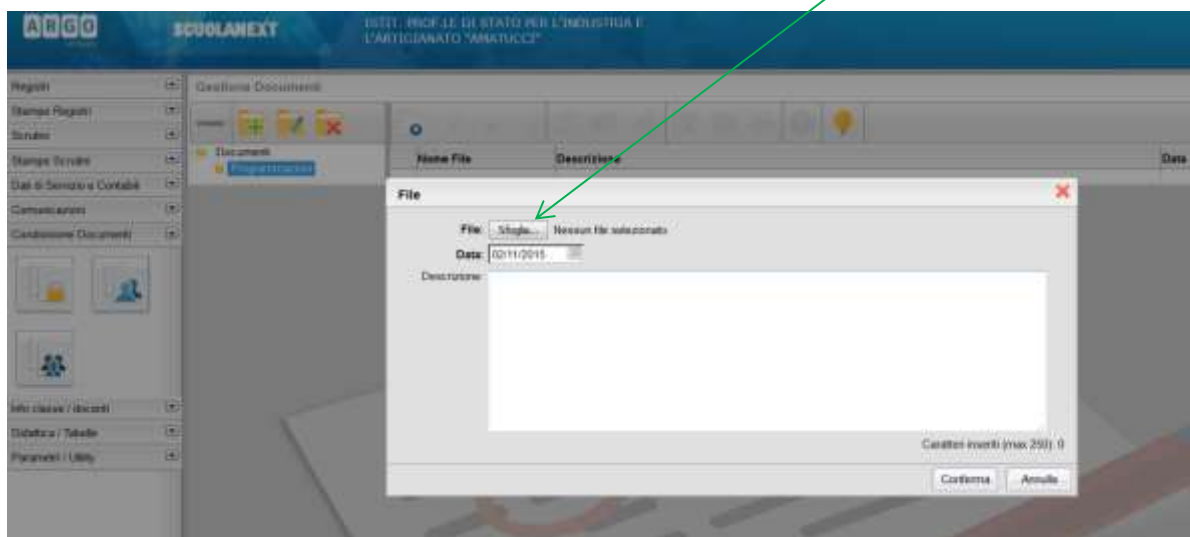 ARGO
SCUOLANEXT
ISTIT. PROF.LE DI STATO PER L'INDUSTRIA E
L'ARTIGIANATO "AMATUCCI"
Registri
Stampe Registri
Scrutini
Stampe Scrutini
Dati di Servizio e Contabili
Comunicazioni
Condivisione Documenti
Info classe / docenti
Didattica / Tabelle
Parametri / Utility
Gestione Documenti
Documenti
Programmazioni
Nome File
Descrizione
Data
File
File: Sfoglia... Nessun file selezionato.
Data: 02/11/2015
Descrizione:
Caratteri inseriti (max 250): 0
Conferma
Annulla